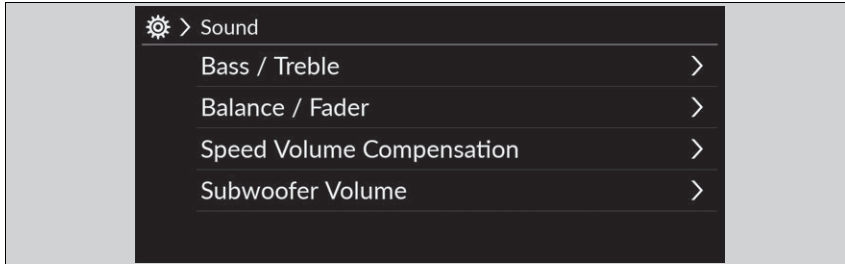 Sound
Bass / Treble
Balance / Fader
Speed Volume Compensation
Subwoofer Volume